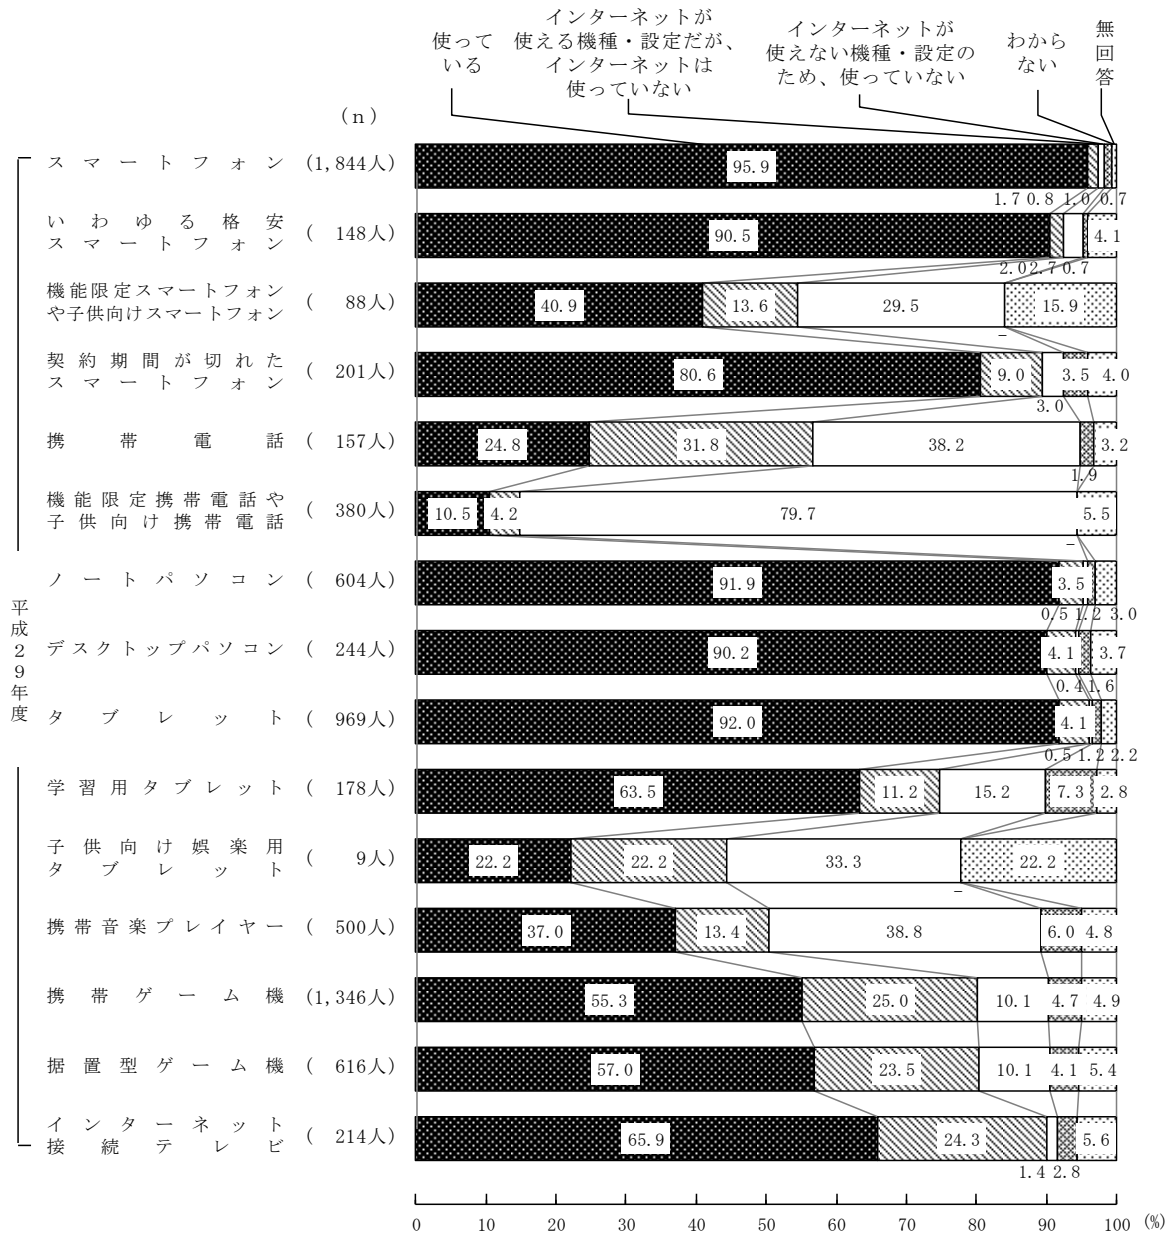 インターネットが
使える機種・設定だが、
インターネットは
使っていない
使って
いる
インターネットが
使えない機種・設定の
ため、使っていない
わから
ない
無回答
(n)
平成29年度
スマートフォン (1,844人) 95.9
1.7 0.8 1.0 0.7
いわゆる格安
スマートフォン ( 148人) 90.5 4.1
2.0 2.7 0.7
機能限定スマートフォン
や子供向けスマートフォン ( 88人) 40.9 13.6 29.5 15.9
-
契約期間が切れた
スマートフォン ( 201人) 80.6 9.0 3.5 4.0
3.0
携帯電話 ( 157人) 24.8 31.8 38.2 3.2
1.9
機能限定携帯電話や
子供向け携帯電話 ( 380人) 10.5 4.2 79.7 5.5
-
ノートパソコン ( 604人) 91.9 3.5
0.5 1.2 3.0
デスクトップパソコン ( 244人) 90.2 4.1 3.7
0.4 1.6
タブレット ( 969人) 92.0 4.1
0.5 1.2 2.2
学習用タブレット ( 178人) 63.5 11.2 15.2 7.3 2.8
子供向け娯楽用
タブレット ( 9人) 22.2 22.2 33.3 22.2
-
携帯音楽プレイヤー ( 500人) 37.0 13.4 38.8 6.0 4.8
携帯ゲーム機 (1,346人) 55.3 25.0 10.1 4.7 4.9
据置型ゲーム機 ( 616人) 57.0 23.5 10.1 4.1 5.4
インターネット
接続テレビ ( 214人) 65.9 24.3 5.6
1.4 2.8
0 10 20 30 40 50 60 70 80 90 100 (%)